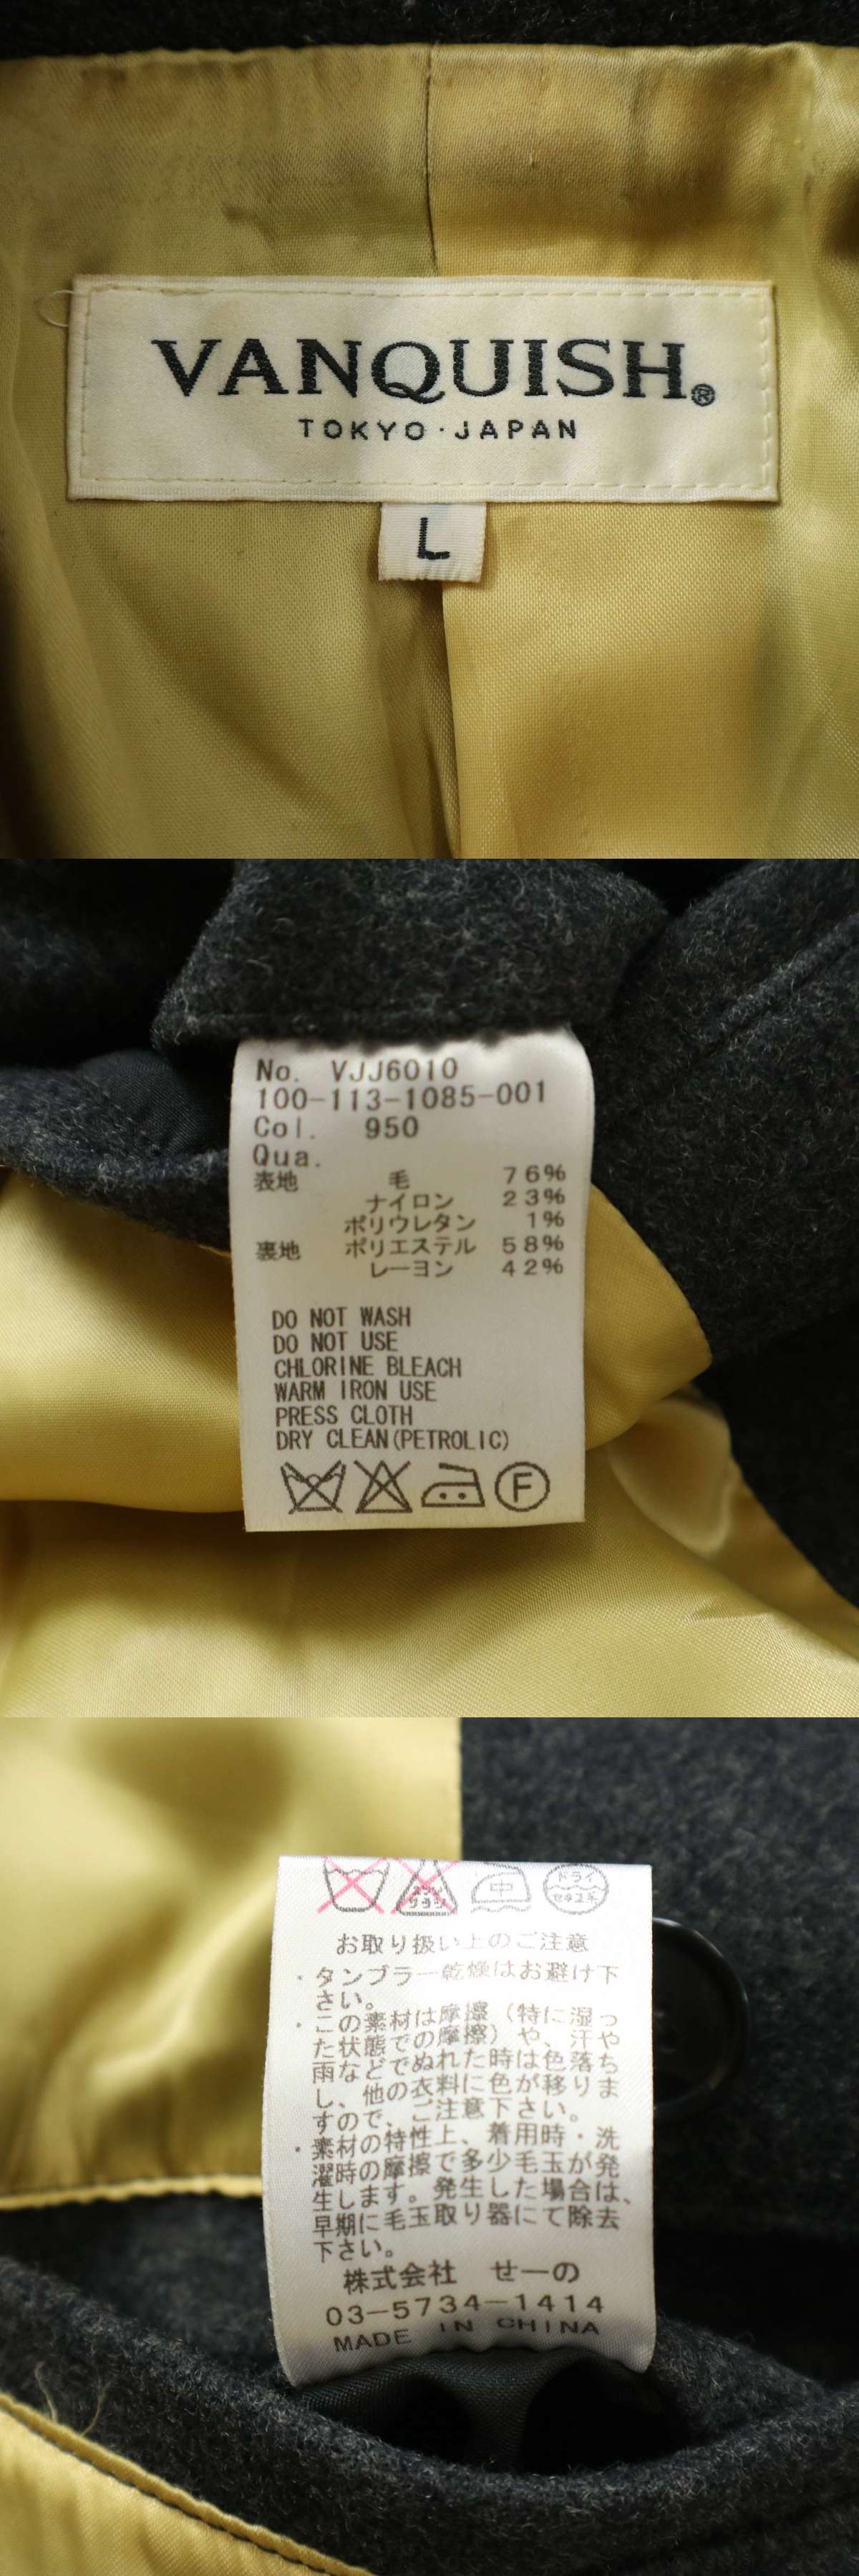 VANQUISH®
TOKYO・JAPAN
L
No. VJJ6010
100-113-1085-001
Col. 950
Qua.
表地 毛 76%
ナイロン 23%
ポリウレタン 1%
裏地 ポリエステル 58%
レーヨン 42%
DO NOT WASH
DO NOT USE
CHLORINE BLEACH
WARM IRON USE
PRESS CLOTH
DRY CLEAN(PETROLIC)
F
エンソ 中 ドライ
サラシ セキユ系
お取り扱い上のご注意
・タンブラー乾燥はお避け下
さい。
・この素材は摩擦（特に湿っ
た状態での摩擦）や、汗や
雨などでぬれた時は色落ち
し、他の衣料に色が移りま
すので、ご注意下さい。
・素材の特性上、着用時・洗
濯時の摩擦で多少毛玉が発
生します。発生した場合は、
早期に毛玉取り器にて除去
下さい。
株式会社 せーの
03-5734-1414
MADE IN CHINA